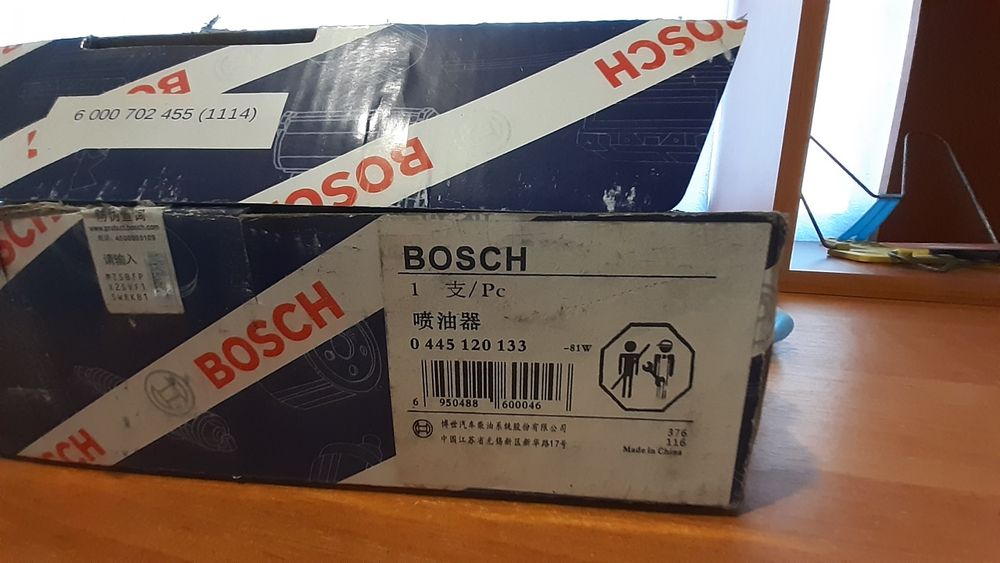 BOSCH
6 000 702 455 (1114)
BOSCH
请输入
BOSCH
BOSCH
1 支/Pc
喷油器
0 445 120 133 -81W
6 950488 600046
博世汽车柴油系统股份有限公司
中国江苏省无锡新区新华路17号
376
116
Made in China